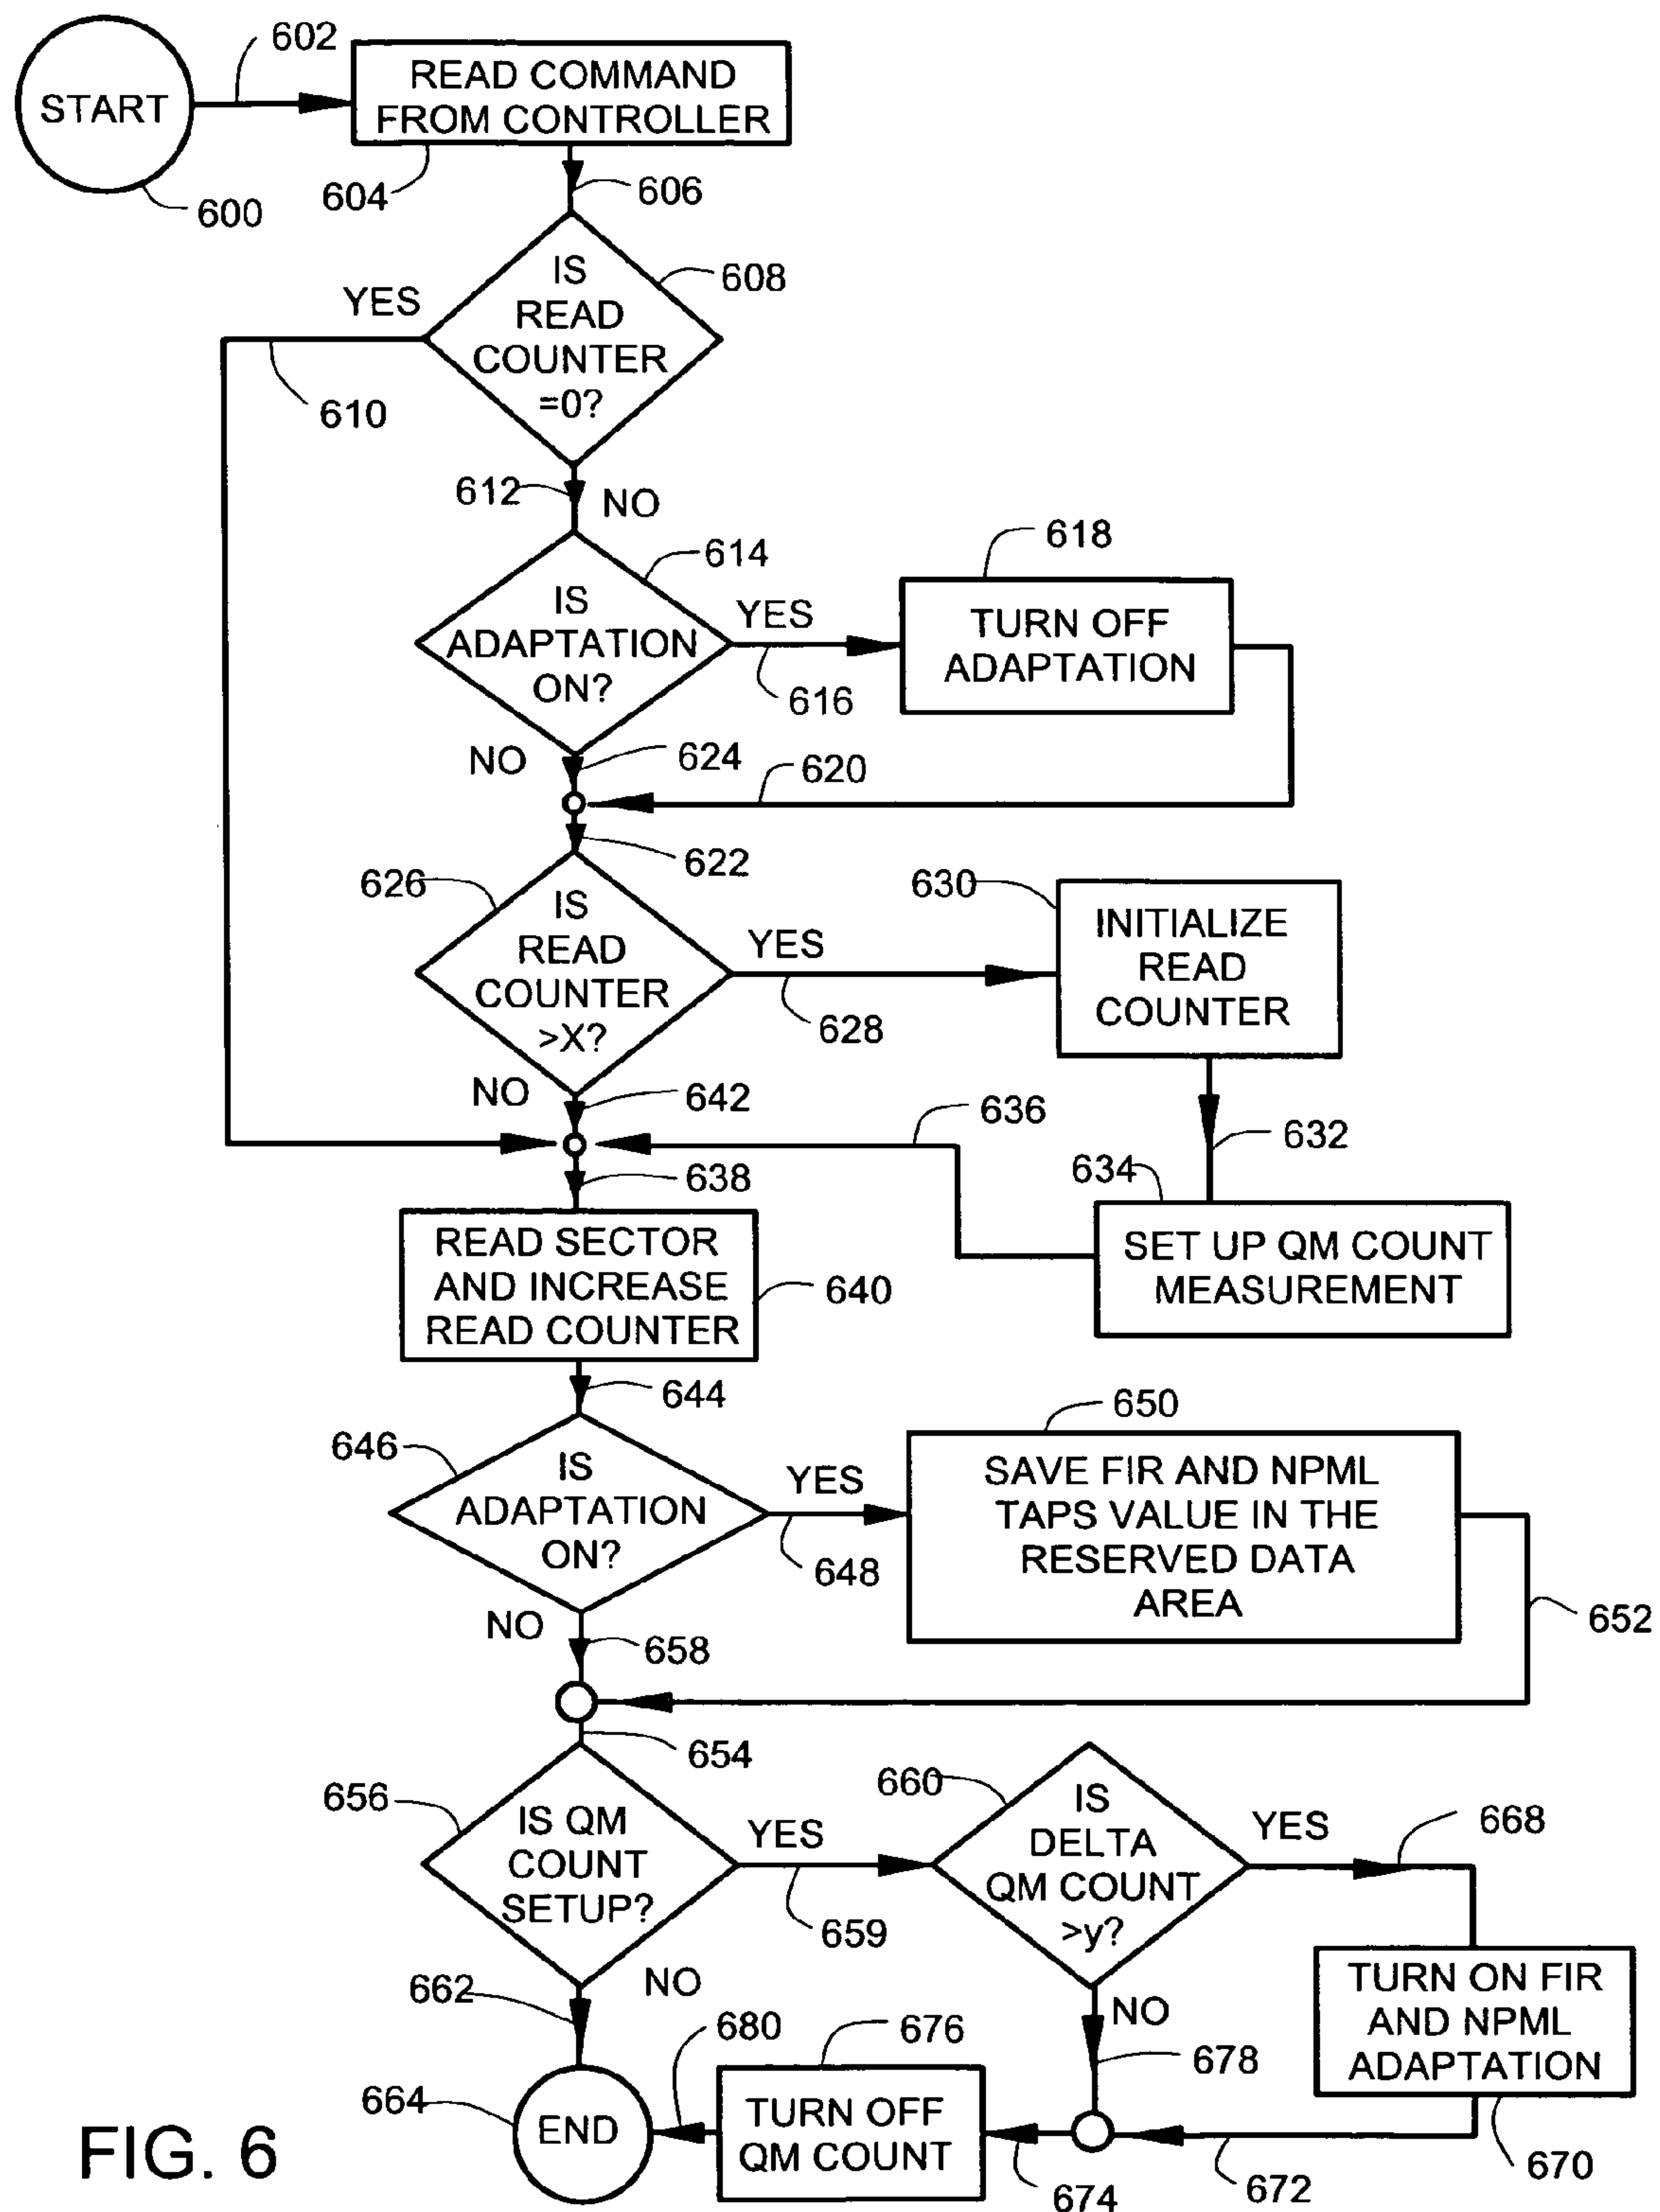 602
START
READ COMMAND
FROM CONTROLLER
604
606
600
IS
READ
COUNTER
=0?
608
YES
610
612
NO
614
618
IS
ADAPTATION
ON?
YES
616
TURN OFF
ADAPTATION
NO
624
620
622
626
IS
READ
COUNTER
>X?
YES
628
630
INITIALIZE
READ
COUNTER
NO
642
636
632
638
634
READ SECTOR
AND INCREASE
READ COUNTER
640
SET UP QM COUNT
MEASUREMENT
644
646
IS
ADAPTATION
ON?
YES
648
650
SAVE FIR AND NPML
TAPS VALUE IN THE
RESERVED DATA
AREA
652
NO
658
654
656
IS QM
COUNT
SETUP?
YES
659
660
IS
DELTA
QM COUNT
>y?
YES
668
662
NO
NO
TURN ON FIR
AND NPML
ADAPTATION
680
676
678
664
END
TURN OFF
QM COUNT
674
672
670
FIG. 6